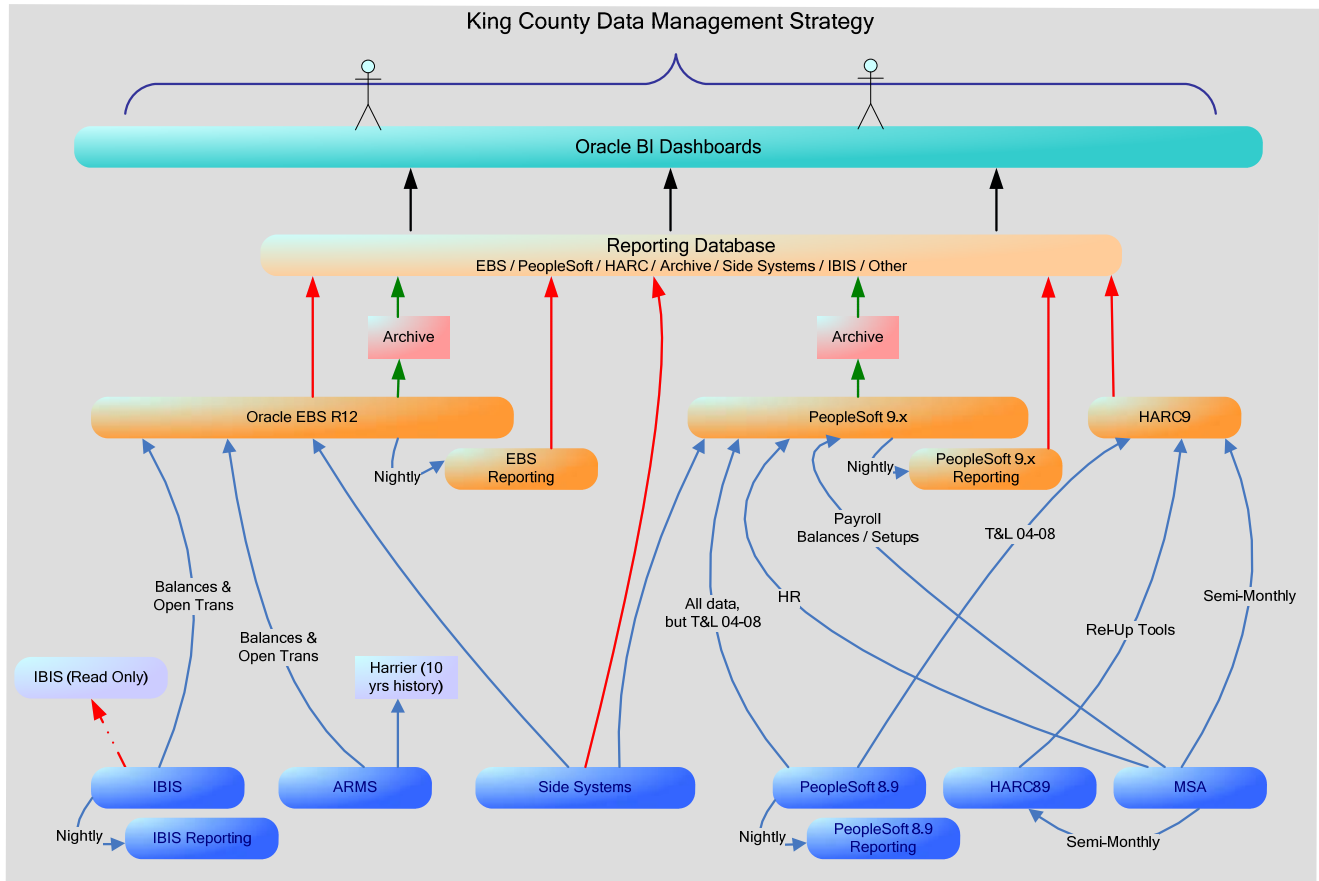 King County Data Management Strategy
Oracle BI Dashboards
Reporting Database
EBS / PeopleSoft / HARC / Archive / Side Systems / IBIS / Other
Archive
Archive
Oracle EBS R12
PeopleSoft 9.x
HARC9
Nightly
EBS
Reporting
Nightly
PeopleSoft 9.x
Reporting
Payroll
Balances / Setups
T&L 04-08
Balances &
Open Trans
Balances &
Open Trans
All data,
but T&L 04-08
HR
Rel-Up Tools
Semi-Monthly
IBIS (Read Only)
Harrier (10
yrs history)
IBIS
ARMS
Side Systems
PeopleSoft 8.9
HARC89
MSA
Nightly
IBIS Reporting
Nightly
PeopleSoft 8.9
Reporting
Semi-Monthly